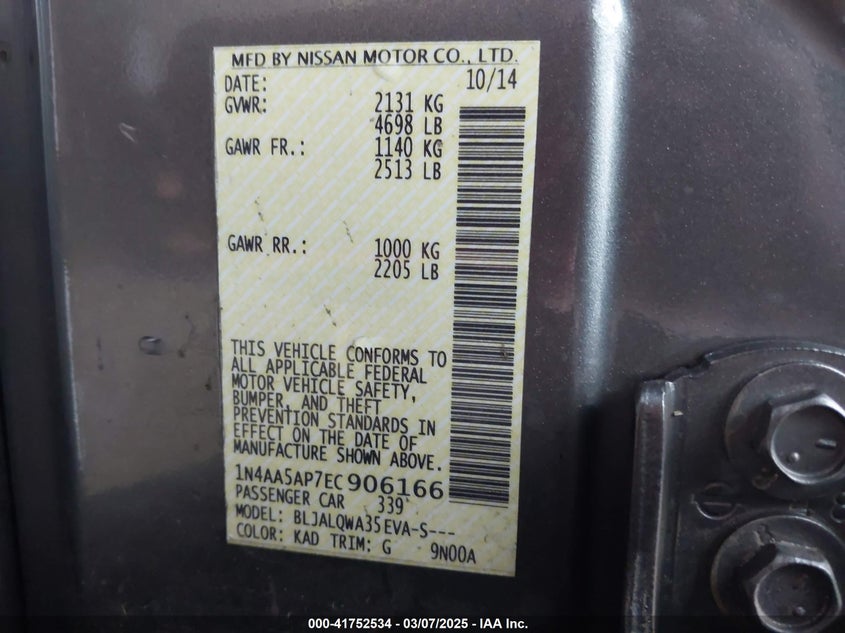 MFD BY NISSAN MOTOR CO., LTD.
DATE: 10/14
GVWR: 2131 KG
4698 LB
GAWR FR.: 1140 KG
2513 LB
GAWR RR.: 1000 KG
2205 LB
THIS VEHICLE CONFORMS TO
ALL APPLICABLE FEDERAL
MOTOR VEHICLE SAFETY,
BUMPER, AND THEFT
PREVENTION STANDARDS IN
EFFECT ON THE DATE OF
MANUFACTURE SHOWN ABOVE.
1N4AA5AP7EC906166
PASSENGER CAR 339
MODEL: BLJALQWA35EVA-S---
COLOR: KAD TRIM: G 9N00A
000-41752534 — 03/07/2025 — IAA Inc.